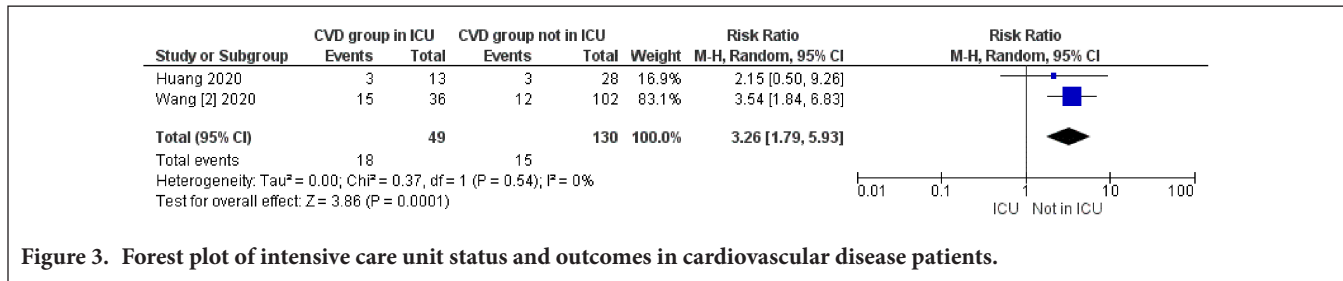 CVD group in ICU CVD group not in ICU Risk Ratio Risk Ratio
Study or Subgroup Events Total Events Total Weight M-H, Random, 95% CI M-H, Random, 95% CI
Huang 2020 3 13 3 28 16.9% 2.15 [0.50, 9.26]
Wang [2] 2020 15 36 12 102 83.1% 3.54 [1.84, 6.83]
Total (95% CI) 49 130 100.0% 3.26 [1.79, 5.93]
Total events 18 15
Heterogeneity: Tau² = 0.00; Chi² = 0.37, df = 1 (P = 0.54); I² = 0%
Test for overall effect: Z = 3.86 (P = 0.0001)
0.01 0.1 1 10 100
ICU Not in ICU
Figure 3. Forest plot of intensive care unit status and outcomes in cardiovascular disease patients.